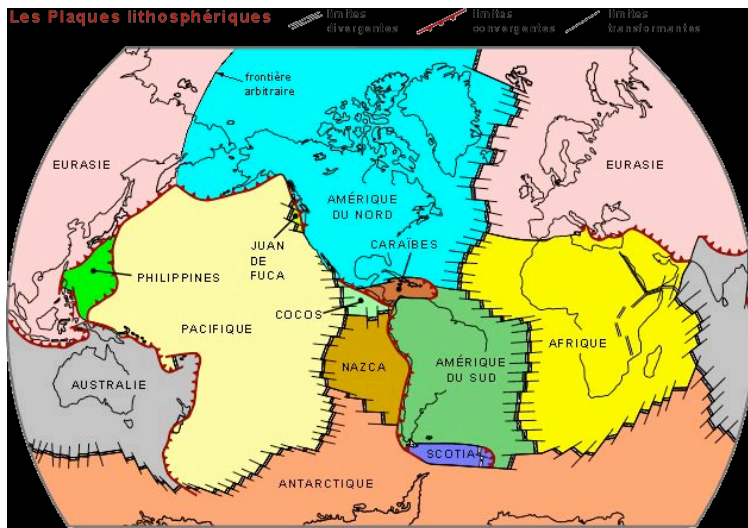 Les Plaques lithosphériques
limites
divergentes
limites
convergentes
limites
transformantes
frontière
arbitraire
EURASIE
EURASIE
AMÉRIQUE
DU NORD
JUAN
DE
FUCA
CARAÏBES
PHILIPPINES
COCOS
PACIFIQUE
AFRIQUE
NAZCA
AMÉRIQUE
DU SUD
AUSTRALIE
SCOTIA
ANTARCTIQUE